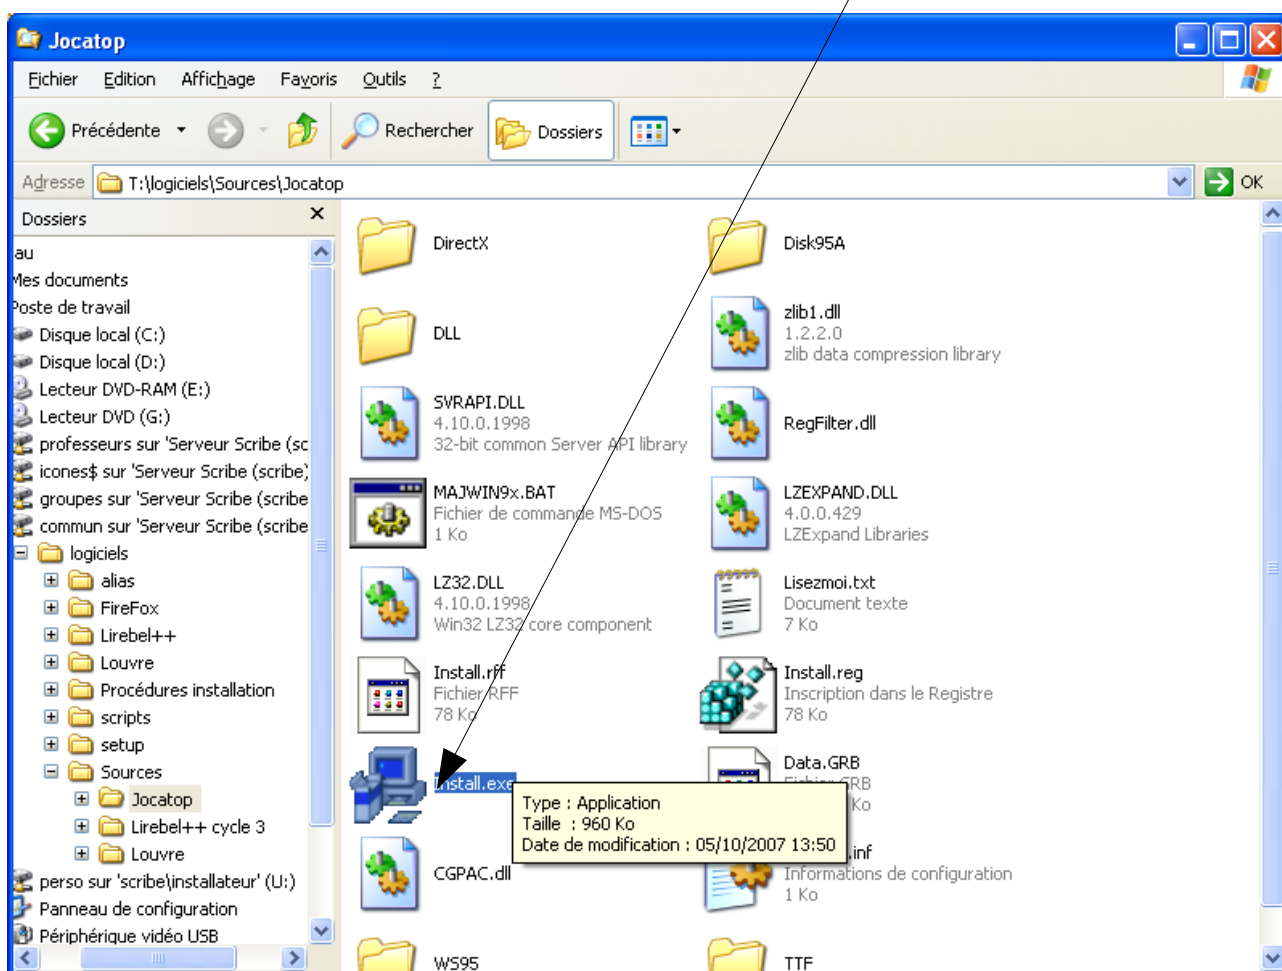 Jocatop
Fichier Edition Affichage Favoris Outils ?
Précédente Rechercher Dossiers
Adresse T:\logiciels\Sources\Jocatop OK
Dossiers
au
Mes documents
Poste de travail
Disque local (C:)
Disque local (D:)
Lecteur DVD-RAM (E:)
Lecteur DVD (G:)
professeurs sur 'Serveur Scribe (sc
icones$ sur 'Serveur Scribe (scribe)
groupes sur 'Serveur Scribe (scribe
commun sur 'Serveur Scribe (scribe
logiciels
alias
FireFox
Lirebel++
Louvre
Procédures installation
scripts
setup
Sources
Jocatop
Lirebel++ cycle 3
Louvre
perso sur 'scribe\installateur' (U:)
Panneau de configuration
Périphérique vidéo USB
DirectX
Disk95A
DLL
zlib1.dll
1.2.2.0
zlib data compression library
SVRAPI.DLL
4.10.0.1998
32-bit common Server API library
RegFilter.dll
MAJWIN9x.BAT
Fichier de commande MS-DOS
1 Ko
LZEXPAND.DLL
4.0.0.429
LZExpand Libraries
LZ32.DLL
4.10.0.1998
Win32 LZ32 core component
Lisezmoi.txt
Document texte
7 Ko
Install.rff
Fichier RFF
78 Ko
Install.reg
Inscription dans le Registre
78 Ko
Install.exe
Data.GRB
Fichier GRB
Ko
Type : Application
Taille : 960 Ko
Date de modification : 05/10/2007 13:50
CGPAC.dll
.inf
Informations de configuration
1 Ko
WS95
TTF